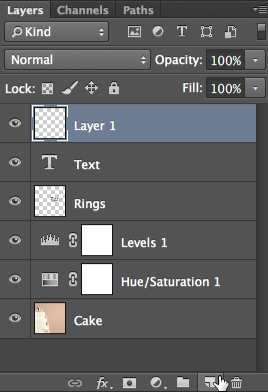 Layers Channels Paths
Kind T
Normal Opacity: 100%
Lock: Fill: 100%
Layer 1
T Text
Rings
Levels 1
Hue/Saturation 1
Cake
fx